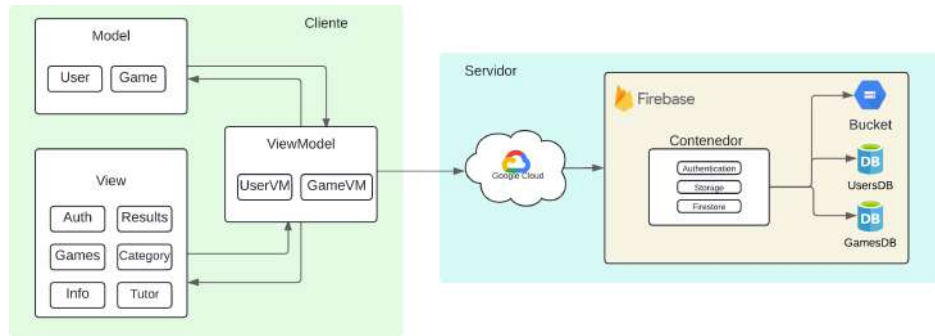 Cliente
Model
User
Game
View
Auth
Results
Games
Category
Info
Tutor
ViewModel
UserVM
GameVM
Servidor
Google Cloud
Firebase
Contenedor
Authentication
Storage
Firestore
Bucket
DB
UsersDB
DB
GamesDB